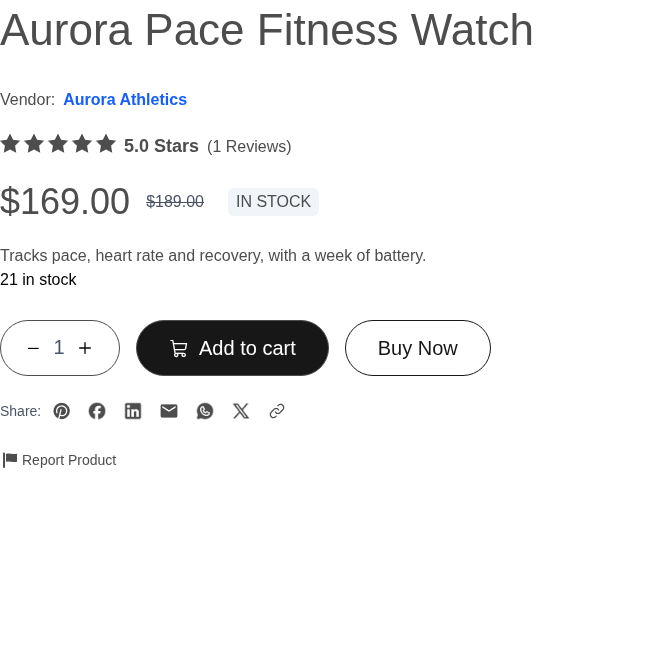 Aurora Pace Fitness Watch
Vendor: Aurora Athletics
5.0 Stars (1 Reviews)
$169.00 $189.00 IN STOCK
Tracks pace, heart rate and recovery, with a week of battery.
21 in stock
− 1 + Add to cart Buy Now
Share:
Report Product